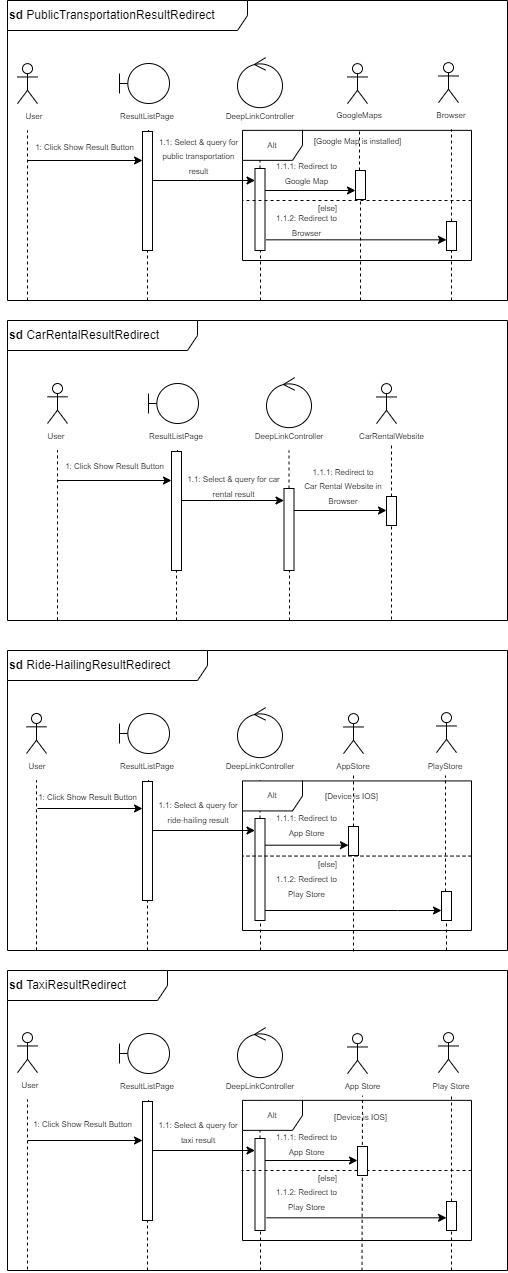 sd PublicTransportationResultRedirect
User
ResultListPage
DeepLinkController
GoogleMaps
Browser
1: Click Show Result Button
1.1: Select & query for
public transportation
result
Alt
[Google Map is installed]
1.1.1: Redirect to
Google Map
[else]
1.1.2: Redirect to
Browser
sd CarRentalResultRedirect
User
ResultListPage
DeepLinkController
CarRentalWebsite
1: Click Show Result Button
1.1: Select & query for car
rental result
1.1.1: Redirect to
Car Rental Website in
Browser
sd Ride-HailingResultRedirect
User
ResultListPage
DeepLinkController
AppStore
PlayStore
1: Click Show Result Button
1.1: Select & query for
ride-hailing result
Alt
[Device is IOS]
1.1.1: Redirect to
App Store
[else]
1.1.2: Redirect to
Play Store
sd TaxiResultRedirect
User
ResultListPage
DeepLinkController
App Store
Play Store
1: Click Show Result Button
1.1: Select & query for
taxi result
Alt
[Device is IOS]
1.1.1: Redirect to
App Store
[else]
1.1.2: Redirect to
Play Store